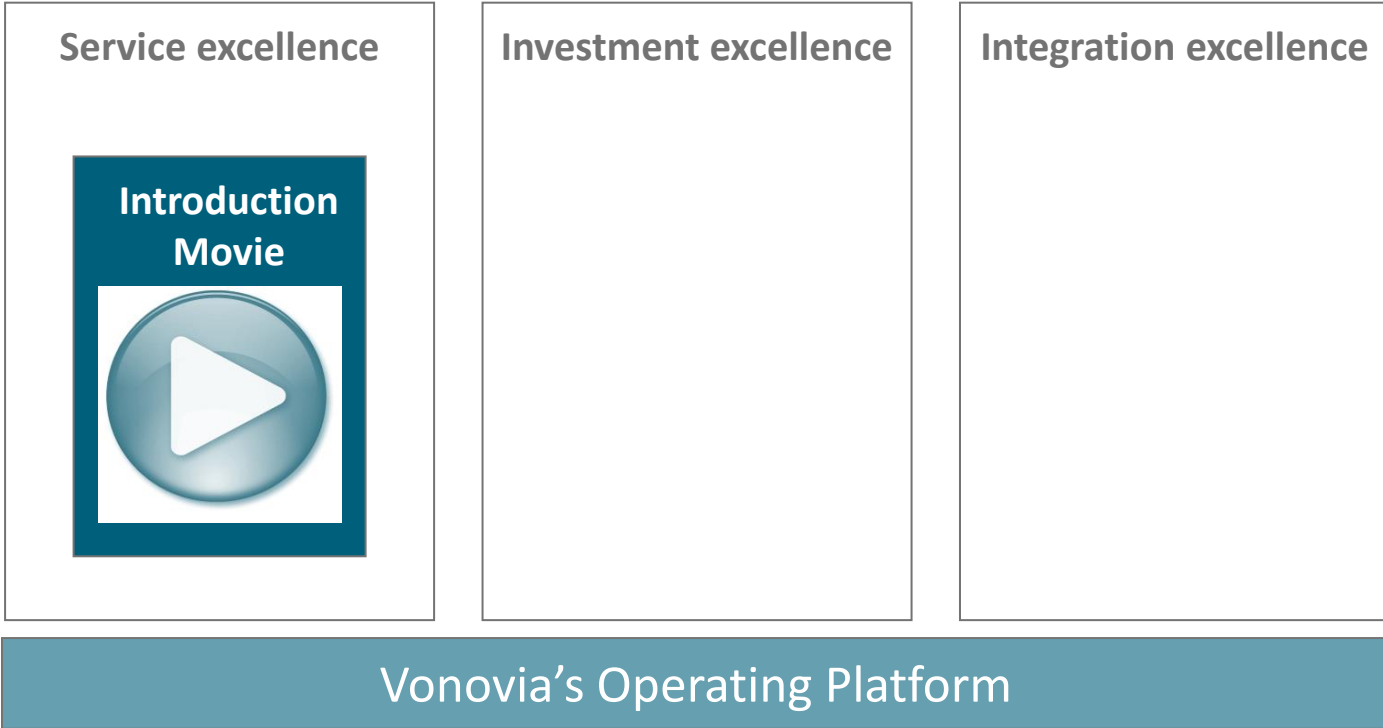 Service excellence
Investment excellence
Integration excellence
Introduction
Movie
Vonovia’s Operating Platform